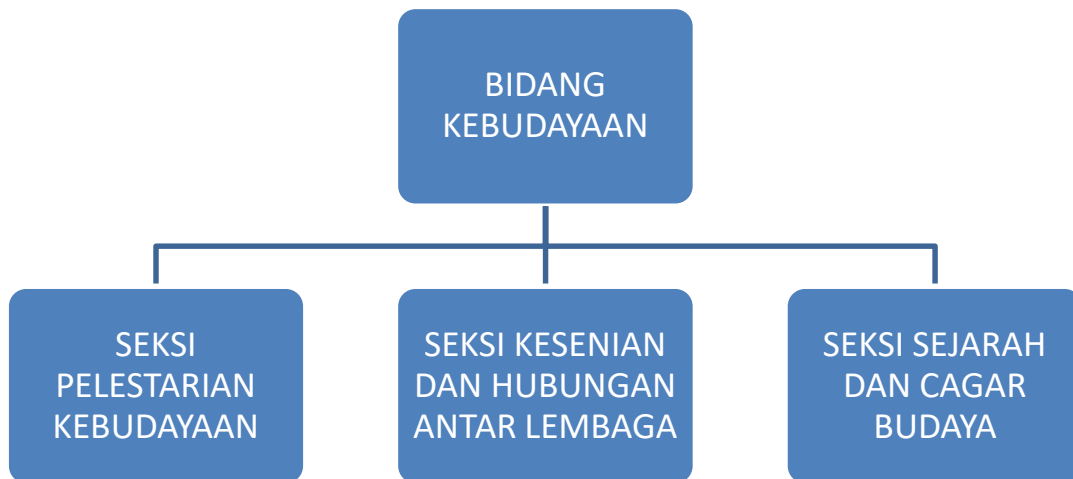 BIDANG
KEBUDAYAAN
SEKSI
PELESTARIAN
KEBUDAYAAN
SEKSI KESENIAN
DAN HUBUNGAN
ANTAR LEMBAGA
SEKSI SEJARAH
DAN CAGAR
BUDAYA